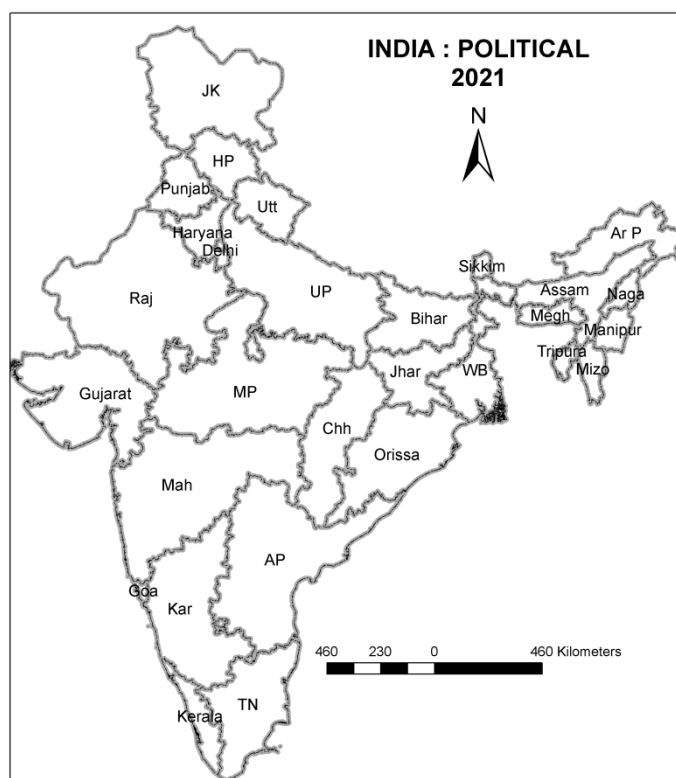 INDIA : POLITICAL
2021
N
JK
HP
Punjab
Utt
Haryana
Delhi
Ar P
Sikkim
Raj
UP
Assam
Naga
Bihar
Megh
Manipur
Tripura
Mizo
Gujarat
MP
Jhar
WB
Chh
Orissa
Mah
AP
Goa
Kar
460 230 0 460 Kilometers
TN
Kerala